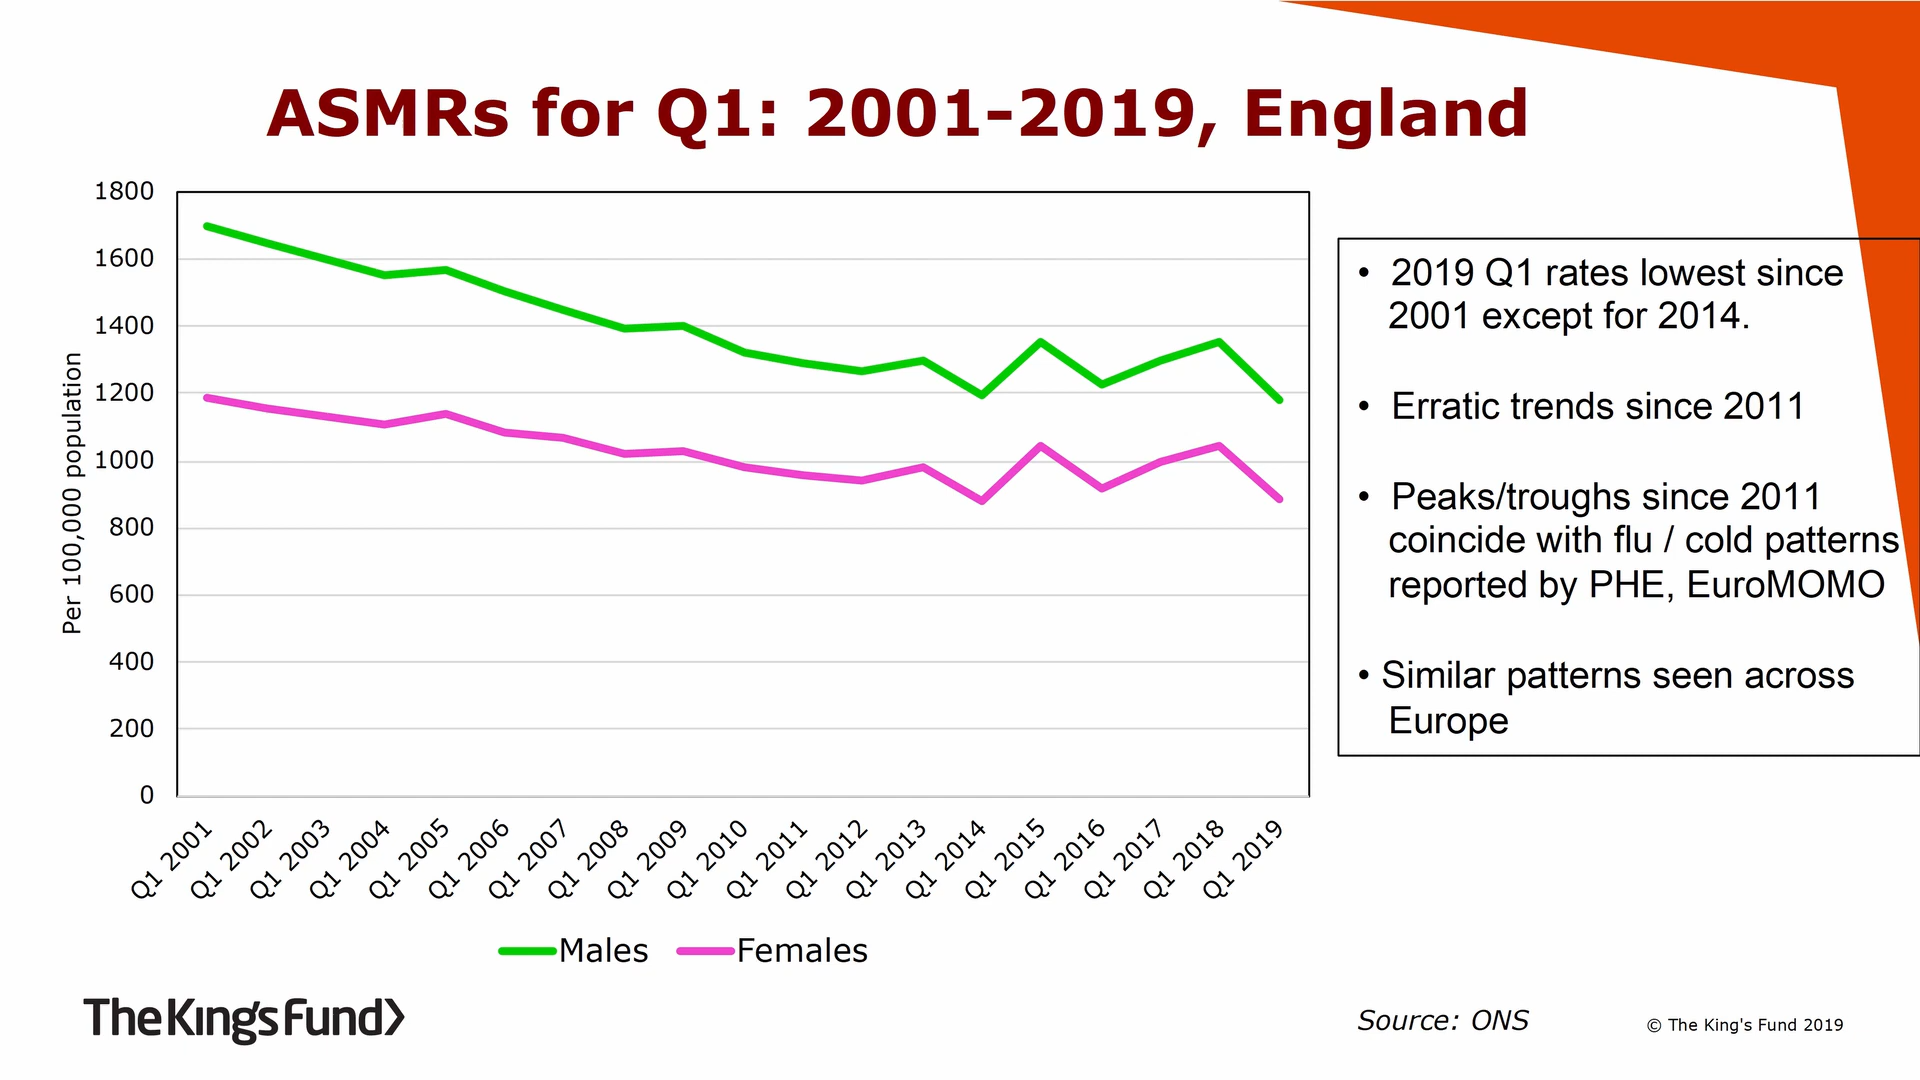 ASMRs for Q1: 2001-2019, England
Per 100,000 population
1800
1600
1400
1200
1000
800
600
400
200
0
Q1 2001
Q1 2002
Q1 2003
Q1 2004
Q1 2005
Q1 2006
Q1 2007
Q1 2008
Q1 2009
Q1 2010
Q1 2011
Q1 2012
Q1 2013
Q1 2014
Q1 2015
Q1 2016
Q1 2017
Q1 2018
Q1 2019
Males
Females
• 2019 Q1 rates lowest since
2001 except for 2014.
• Erratic trends since 2011
• Peaks/troughs since 2011
coincide with flu / cold patterns
reported by PHE, EuroMOMO
• Similar patterns seen across
Europe
TheKing'sFund>
Source: ONS
© The King's Fund 2019